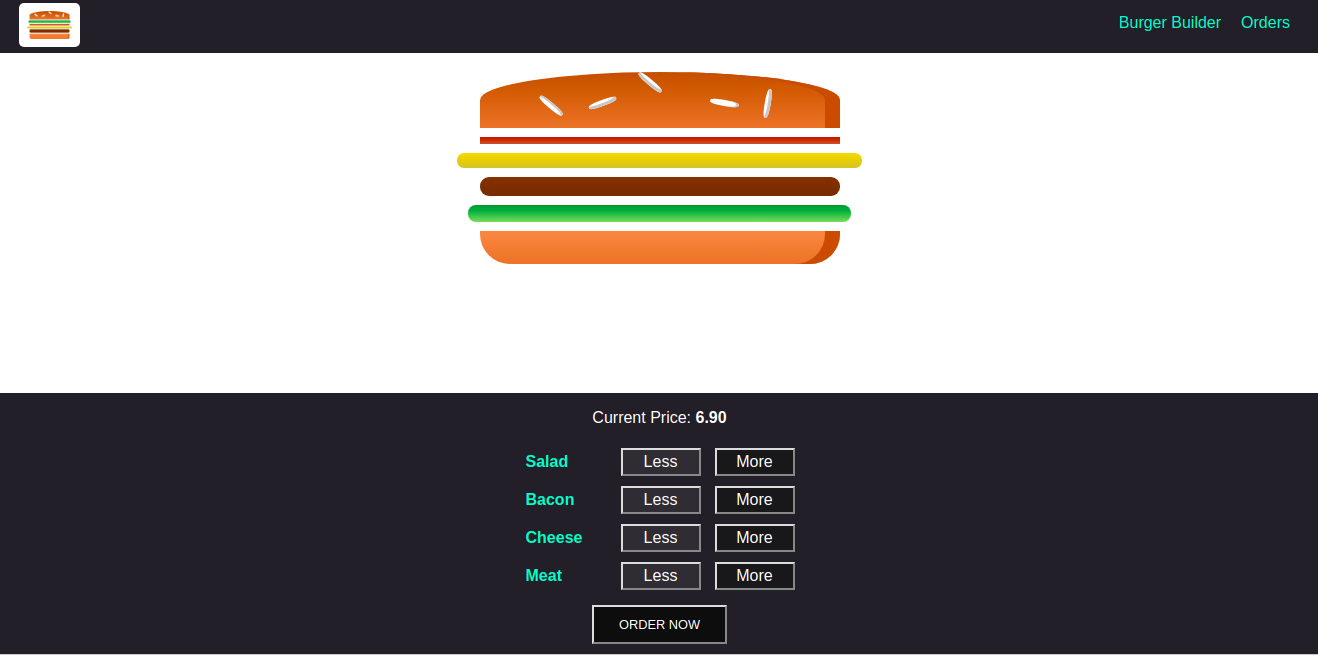 Burger Builder Orders
Current Price: 6.90
Salad Less More
Bacon Less More
Cheese Less More
Meat Less More
ORDER NOW